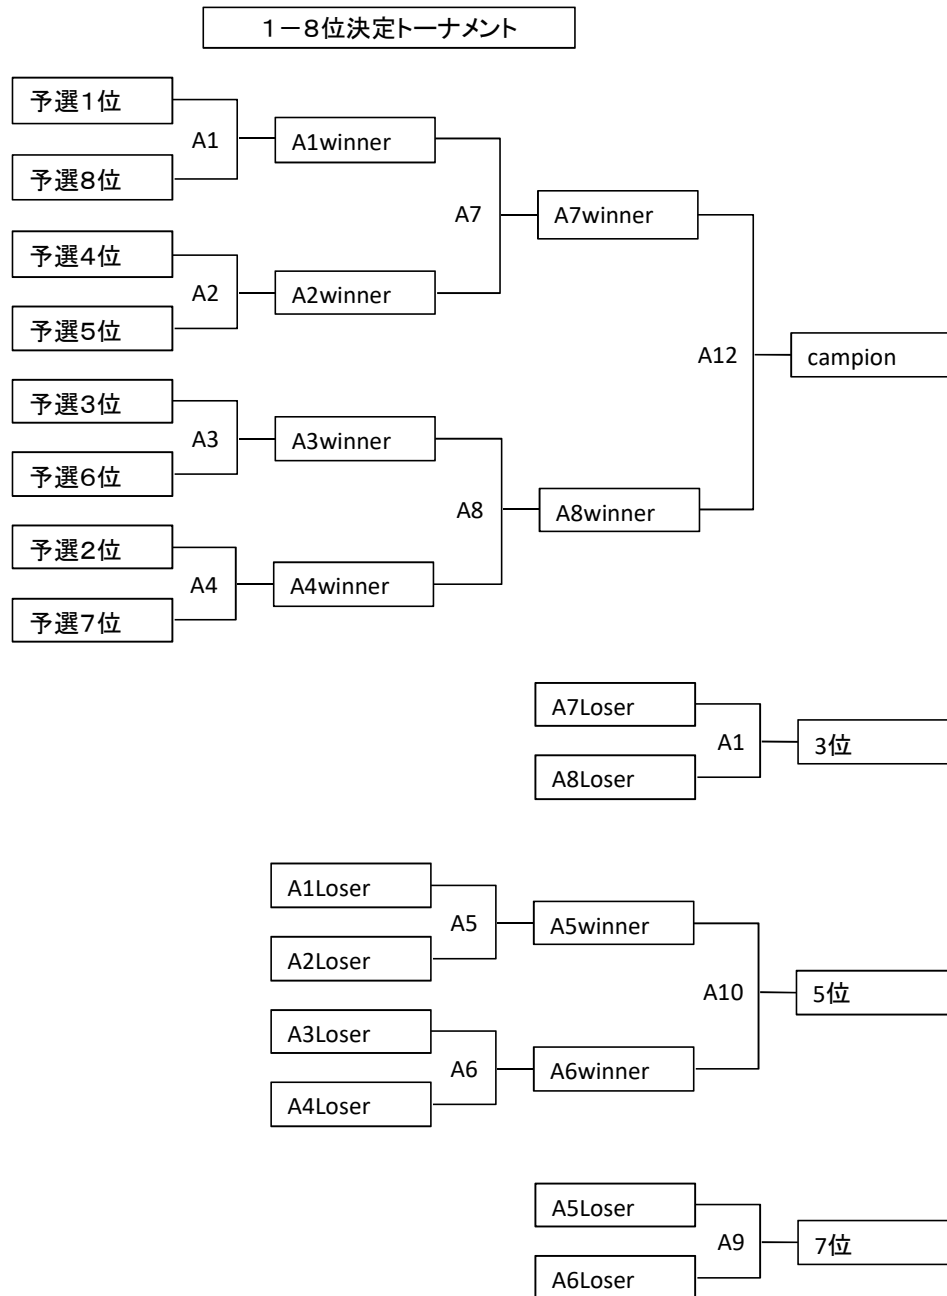 1－8位決定トーナメント
予選1位
A1
A1winner
予選8位
A7
A7winner
予選4位
A2
A2winner
予選5位
A12
campion
予選3位
A3
A3winner
予選6位
A8
A8winner
予選2位
A4
A4winner
予選7位
A7Loser
A1
3位
A8Loser
A1Loser
A5
A5winner
A2Loser
A10
5位
A3Loser
A6
A6winner
A4Loser
A5Loser
A9
7位
A6Loser